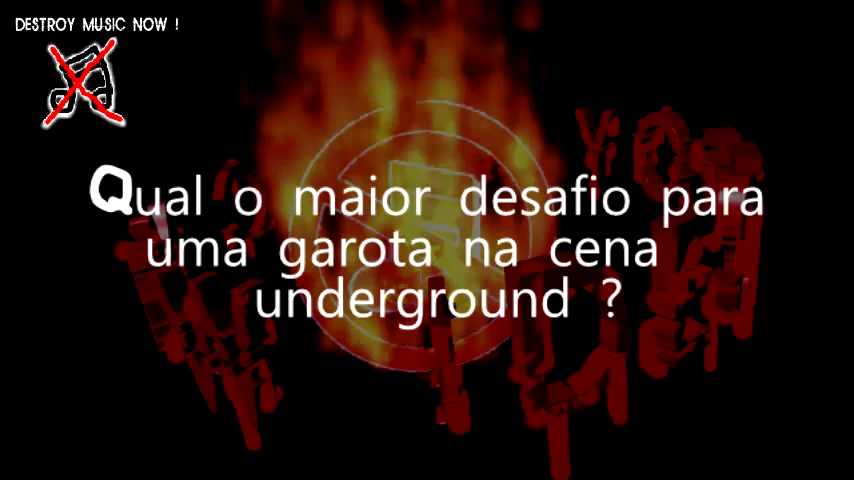 DESTROY MUSIC NOW !
Qual o maior desafio para
uma garota na cena
underground ?